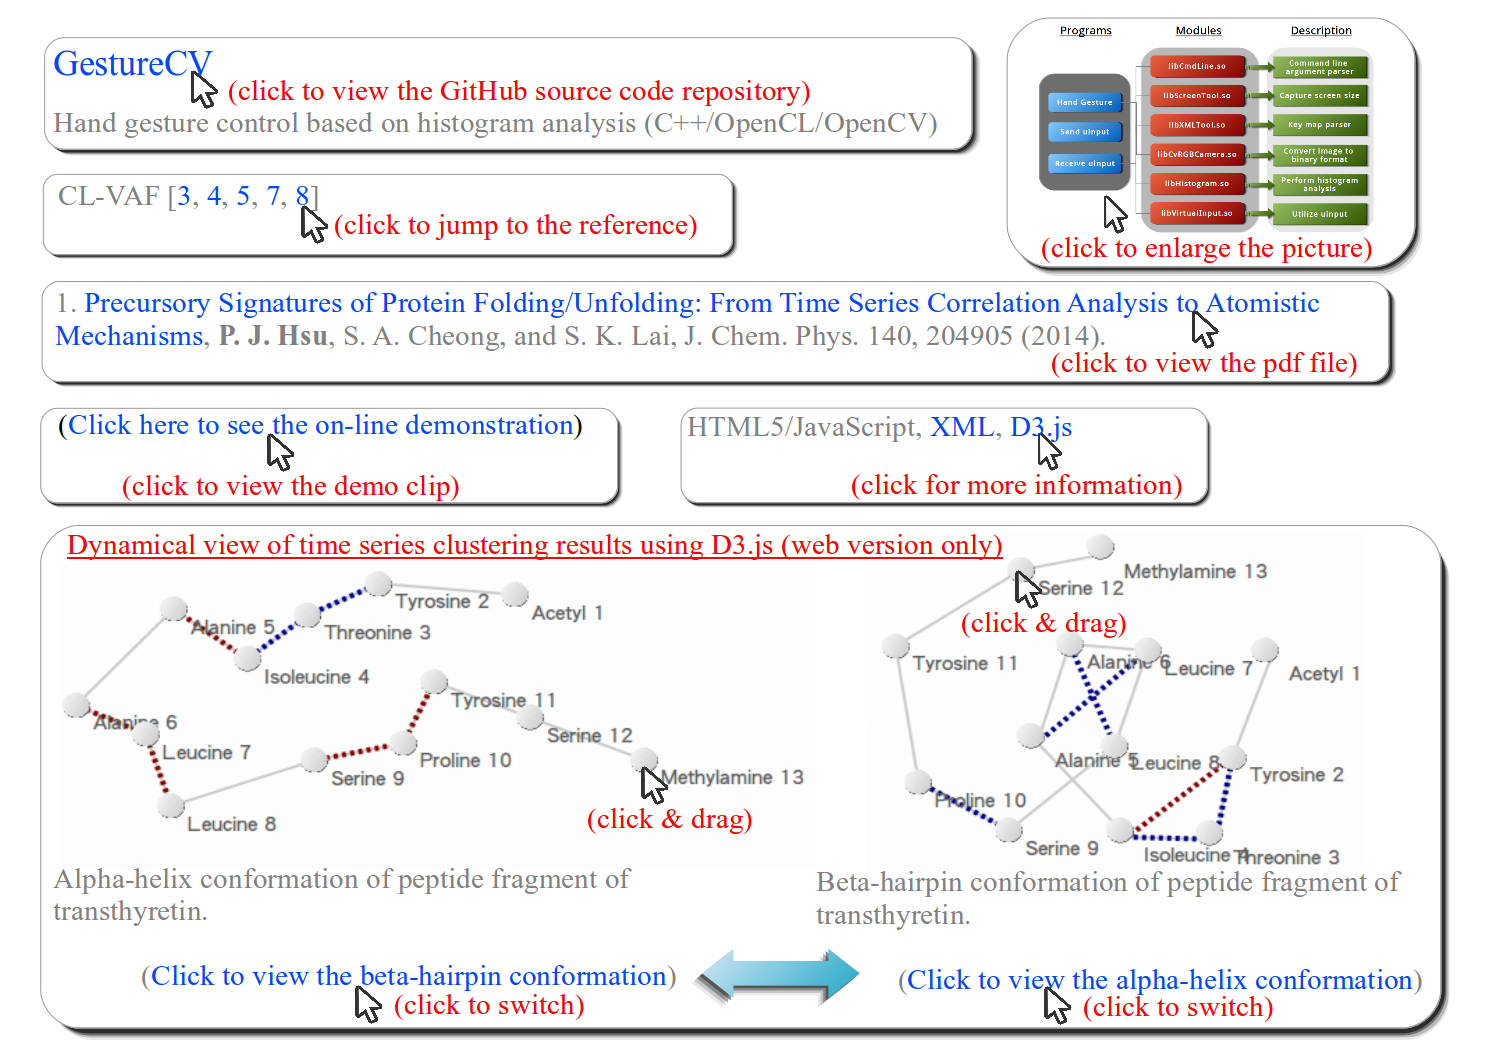 GestureCV
(click to view the GitHub source code repository)
Hand gesture control based on histogram analysis (C++/OpenCL/OpenCV)
Programs Modules Description
Hand Gesture
Send uinput
Receive uinput
libCmdLine.so
libScreenTool.so
libXMLTool.so
libCvRGBCamera.so
libHistogram.so
libVirtualInput.so
Command line
argument parser
Capture screen size
Key map parser
Convert image to
binary format
Perform histogram
analysis
Utilize uinput
(click to enlarge the picture)
CL-VAF [3, 4, 5, 7, 8]
(click to jump to the reference)
1. Precursory Signatures of Protein Folding/Unfolding: From Time Series Correlation Analysis to Atomistic
Mechanisms, P. J. Hsu, S. A. Cheong, and S. K. Lai, J. Chem. Phys. 140, 204905 (2014).
(click to view the pdf file)
(Click here to see the on-line demonstration)
(click to view the demo clip)
HTML5/JavaScript, XML, D3.js
(click for more information)
Dynamical view of time series clustering results using D3.js (web version only)
Tyrosine 2
Acetyl 1
Alanine 5
Threonine 3
Isoleucine 4
Tyrosine 11
Alanine 6
Serine 12
Leucine 7
Proline 10
Serine 9
Methylamine 13
Leucine 8
(click & drag)
Alpha-helix conformation of peptide fragment of
transthyretin.
(Click to view the beta-hairpin conformation)
(click to switch)
Methylamine 13
Serine 12
(click & drag)
Tyrosine 11
Alanine 6
Leucine 7
Acetyl 1
Alanine 5
Leucine 8
Tyrosine 2
Proline 10
Serine 9
Isoleucine 4
Threonine 3
Beta-hairpin conformation of peptide fragment of
transthyretin.
(Click to view the alpha-helix conformation)
(click to switch)